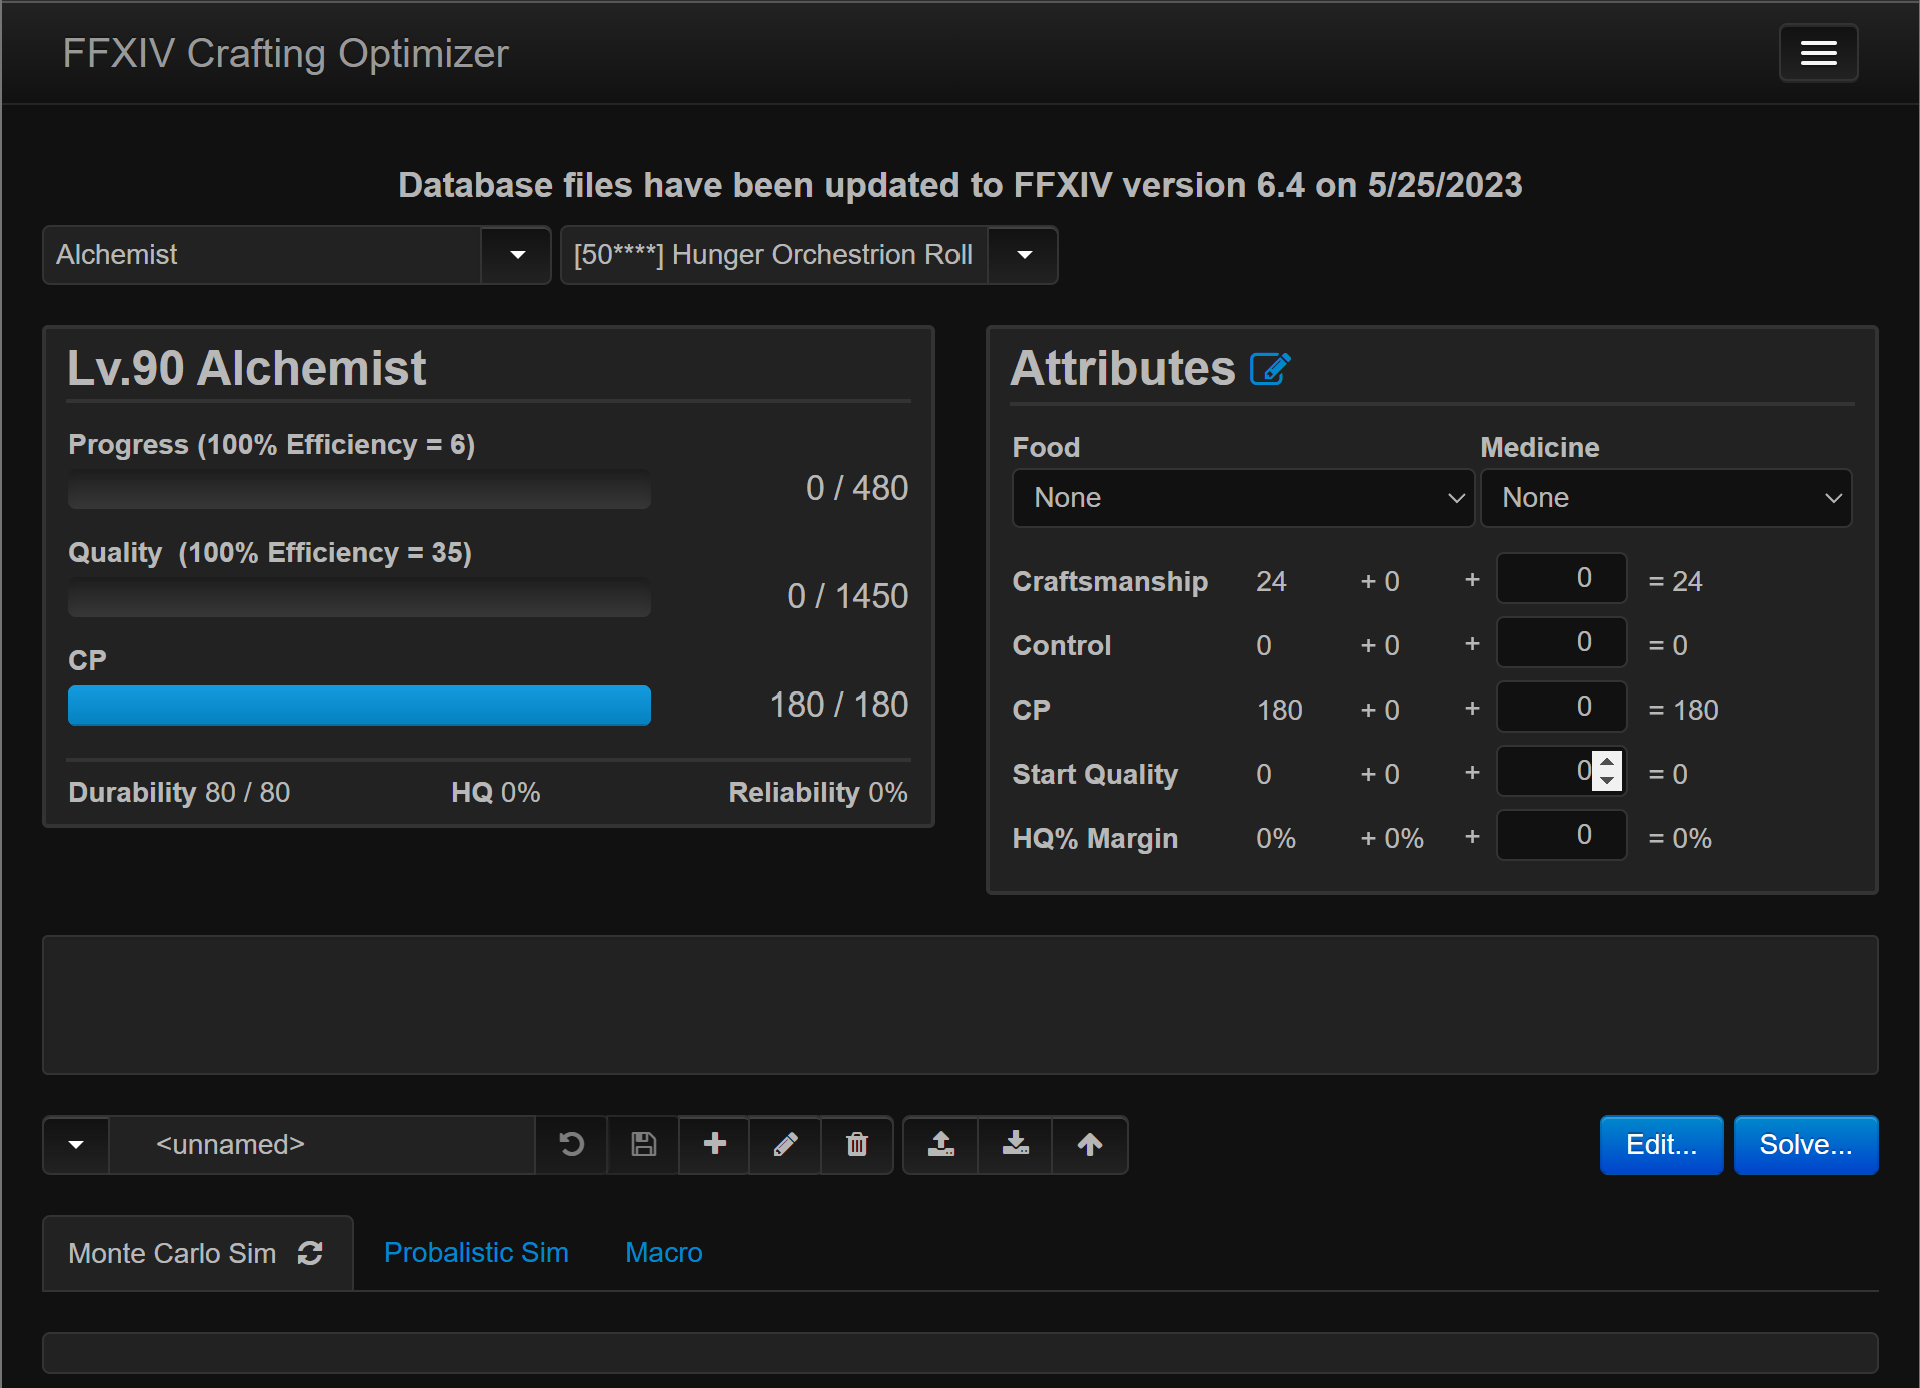 FFXIV Crafting Optimizer
Database files have been updated to FFXIV version 6.4 on 5/25/2023
Alchemist [50****] Hunger Orchestrion Roll
Lv.90 Alchemist
Progress (100% Efficiency = 6)
0 / 480
Quality (100% Efficiency = 35)
0 / 1450
CP
180 / 180
Durability 80 / 80 HQ 0% Reliability 0%
Attributes
Food Medicine
None None
Craftsmanship 24 + 0 + 0 = 24
Control 0 + 0 + 0 = 0
CP 180 + 0 + 0 = 180
Start Quality 0 + 0 + 0 = 0
HQ% Margin 0% + 0% + 0 = 0%
<unnamed> Edit... Solve...
Monte Carlo Sim Probalistic Sim Macro